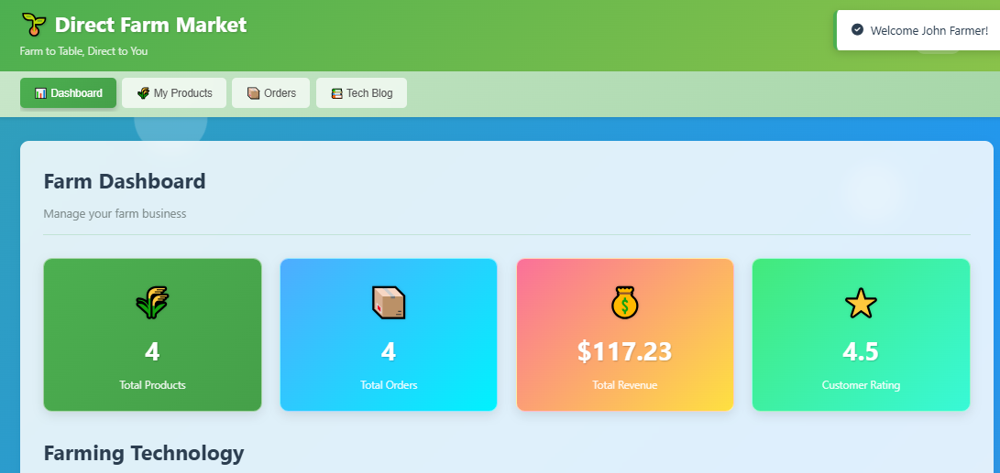 Direct Farm Market
Farm to Table, Direct to You
Welcome John Farmer!
Dashboard
My Products
Orders
Tech Blog
Farm Dashboard
Manage your farm business
4
Total Products
4
Total Orders
$117.23
Total Revenue
4.5
Customer Rating
Farming Technology